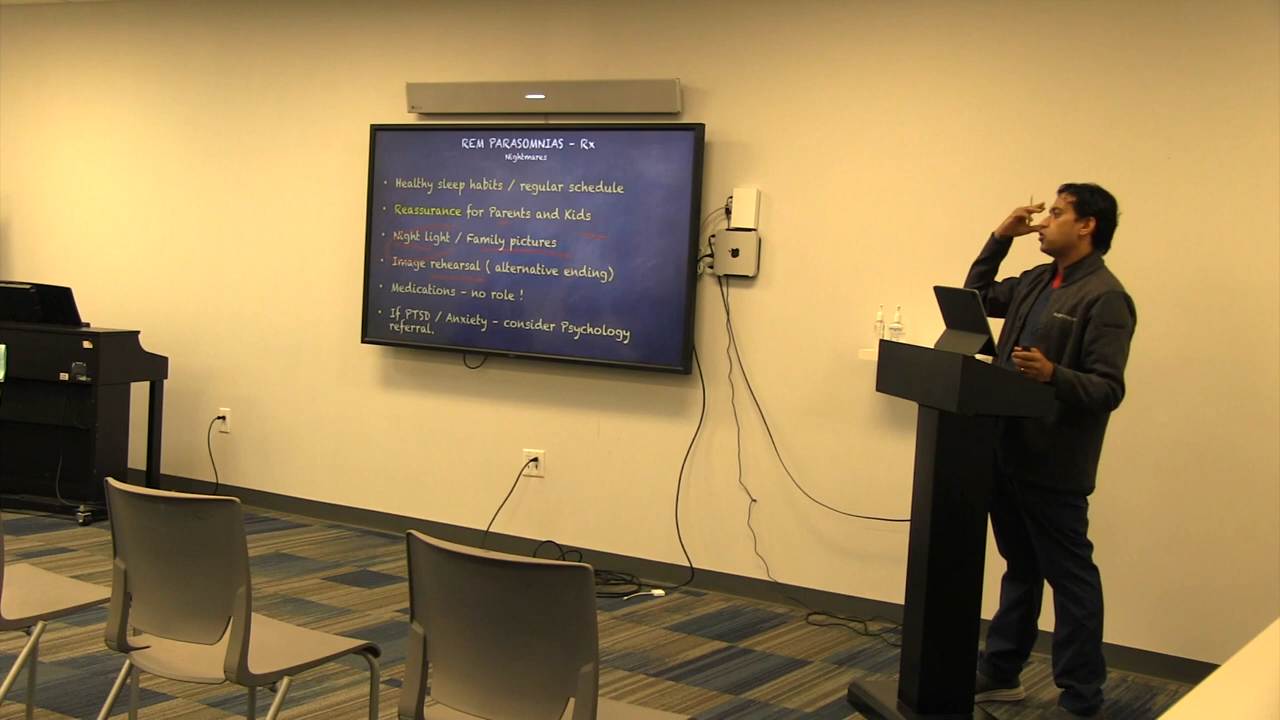 REM PARASOMNIAS - Rx
Nightmares
• Healthy sleep habits / regular schedule
• Reassurance for Parents and Kids
• Night light / Family pictures
• Image rehearsal ( alternative ending)
• Medications - no role !
• If PTSD / Anxiety - consider Psychology
referral.